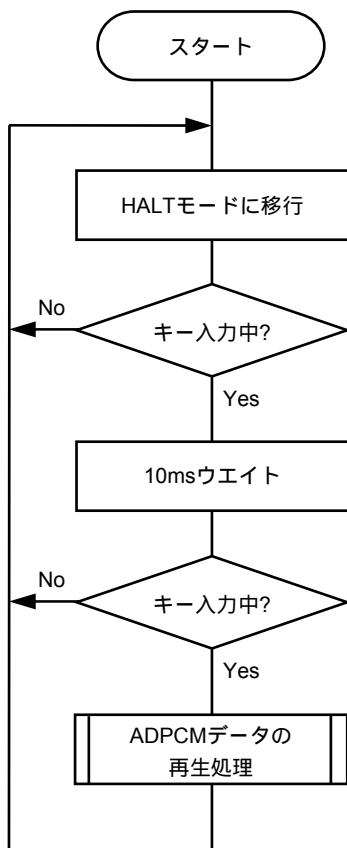 スタート
HALTモードに移行
No
キー入力中?
Yes
10msウエイト
No
キー入力中?
Yes
ADPCMデータの
再生処理